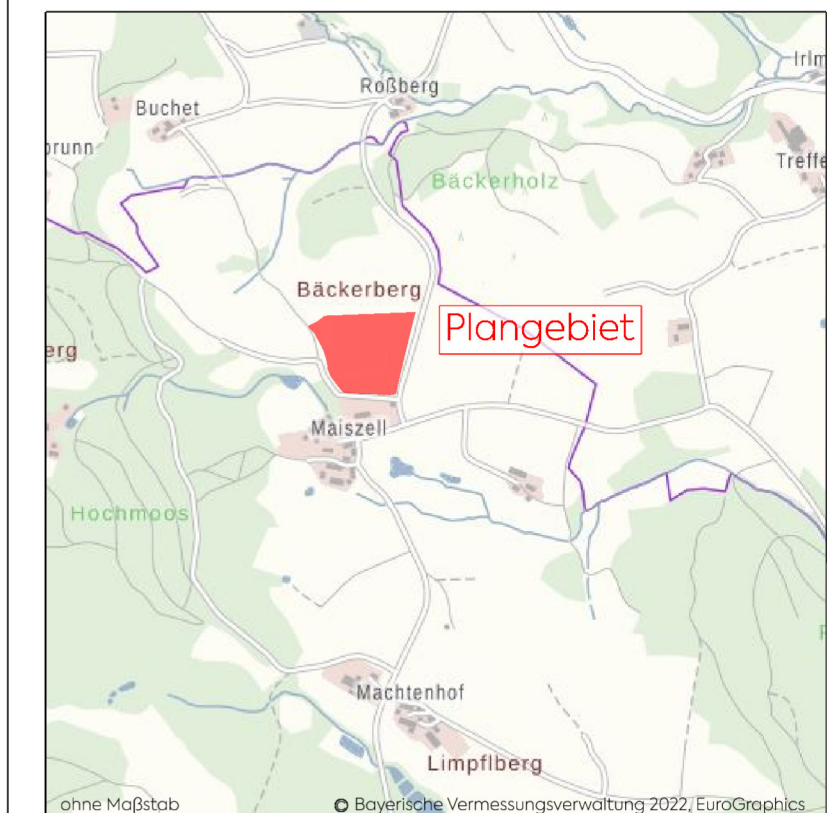 Irlm
Roßberg
Buchet
brunn
Treffe
Bäckerholz
Bäckerberg
Plangebiet
erg
Maiszell
Hochmoos
Machtenhof
Limpflberg
ohne Maßstab
© Bayerische Vermessungsverwaltung 2022, EuroGraphics